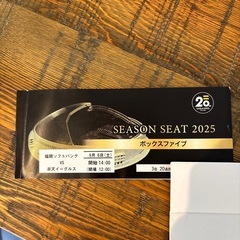 20
SEASON SEAT 2025
ボックスファイブ
福岡ソフトバンク
VS
楽天イーグルス
開始 14:00
(開場 12:00)